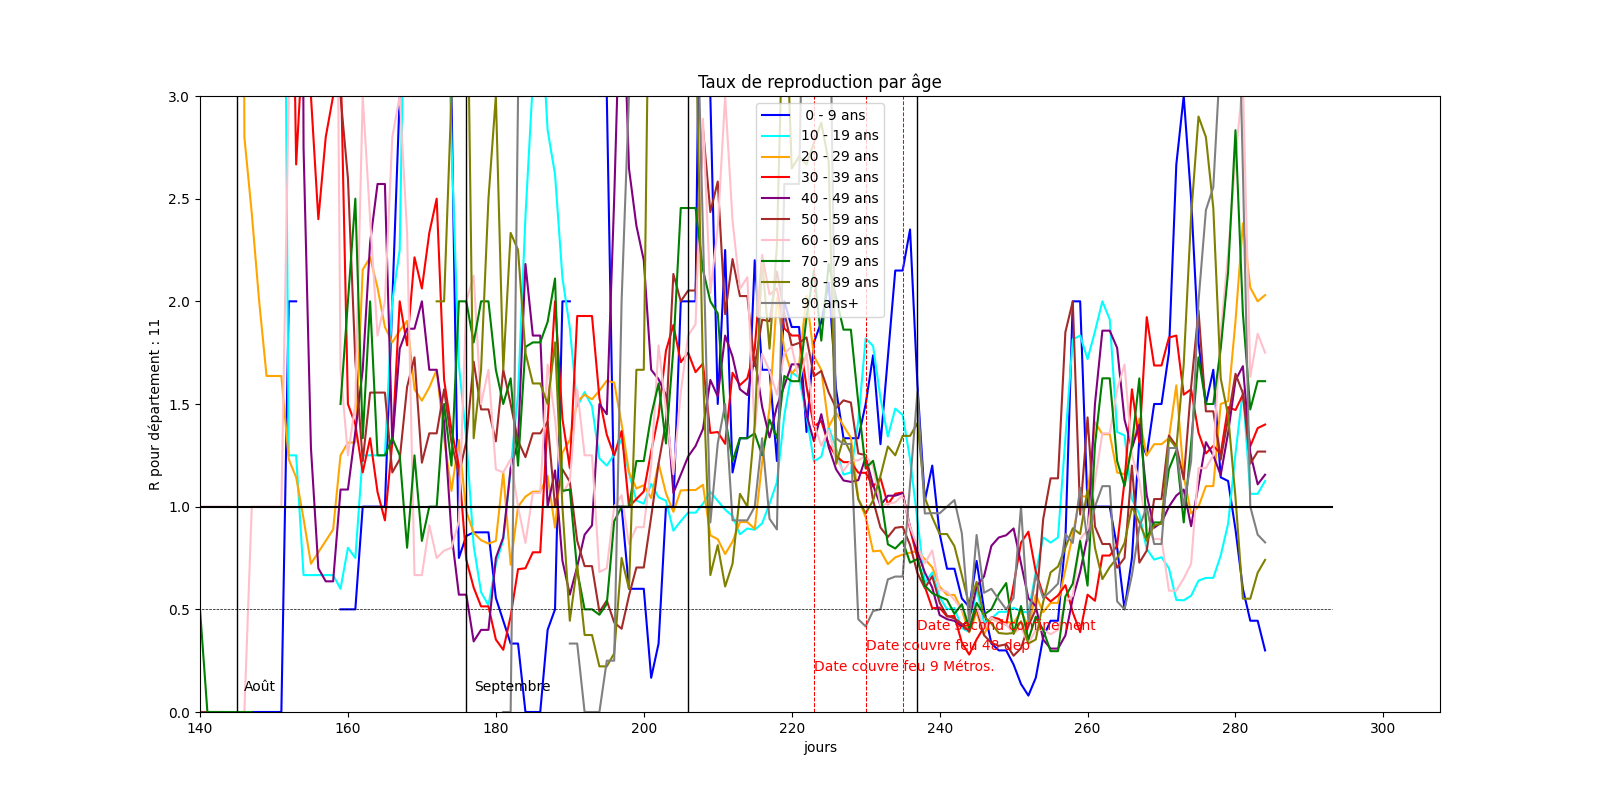 Taux de reproduction par âge
R pour département : 11
3.0
2.5
2.0
1.5
1.0
0.5
0.0
0 - 9 ans
10 - 19 ans
20 - 29 ans
30 - 39 ans
40 - 49 ans
50 - 59 ans
60 - 69 ans
70 - 79 ans
80 - 89 ans
90 ans+
Date second confinement
Date couvre feu 48 dep
Date couvre feu 9 Métros.
Août
Septembre
140
160
180
200
220
240
260
280
300
jours